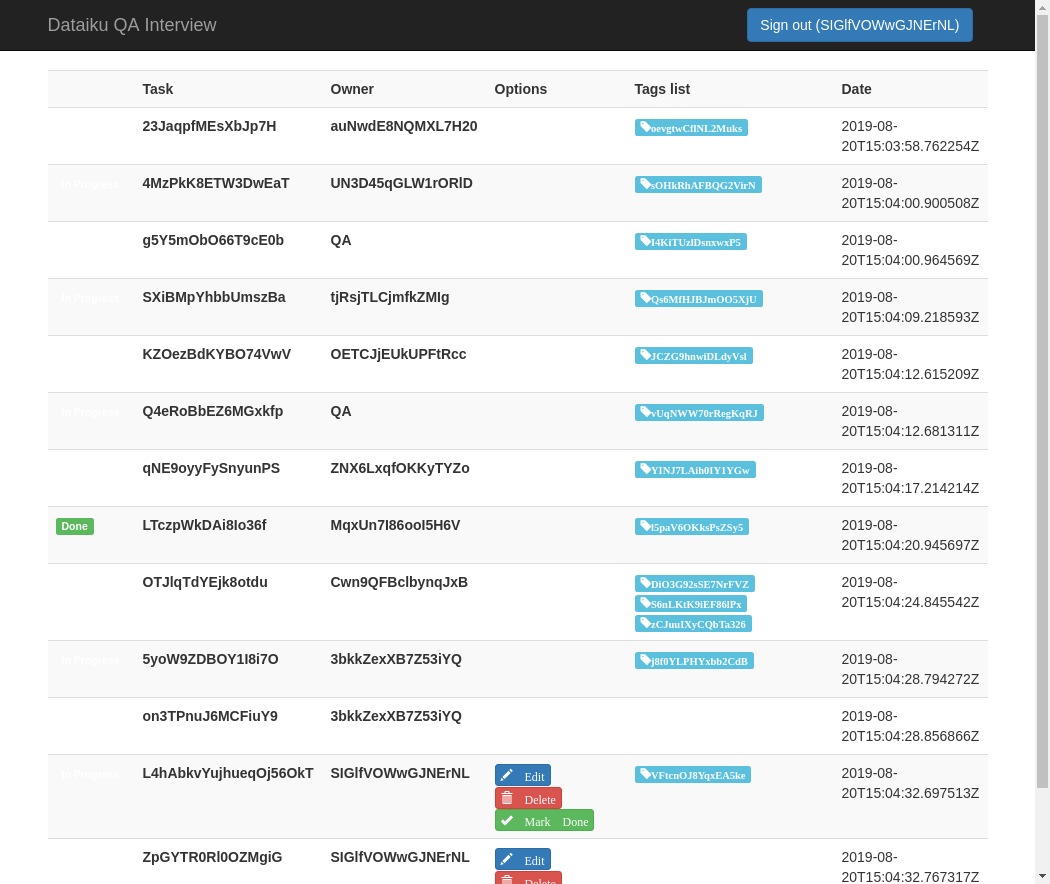 Dataiku QA Interview
Sign out (SIGlfVOWwGJNErNL)
Task Owner Options Tags list Date
23JaqpfMEsXbJp7H auNwdE8NQMXL7H20 oevgtwCflNL2Muks 2019-08-
20T15:03:58.762254Z
In Progress 4MzPkK8ETW3DwEaT UN3D45qGLW1rORlD sOHkRhAFBQG2VirN 2019-08-
20T15:04:00.900508Z
g5Y5mObO66T9cE0b QA I4KiTUzlDsnxwxP5 2019-08-
20T15:04:00.964569Z
In Progress SXiBMpYhbbUmszBa tjRsjTLCjmfkZMIg Qs6MfHJBJmOO5XjU 2019-08-
20T15:04:09.218593Z
KZOezBdKYBO74VwV OETCJjEUkUPFtRcc JCZG9hnwiDLdyVsl 2019-08-
20T15:04:12.615209Z
In Progress Q4eRoBbEZ6MGxkfp QA vUqNWW70rRegKqRJ 2019-08-
20T15:04:12.681311Z
qNE9oyyFySnyunPS ZNX6LxqfOKKyTYZo YINJ7LAih0IY1YGw 2019-08-
20T15:04:17.214214Z
Done LTczpWkDAi8Io36f MqxUn7I86ooI5H6V l5paV6OKksPsZSy5 2019-08-
20T15:04:20.945697Z
OTJlqTdYEjk8otdu Cwn9QFBclbynqJxB DiO3G92sSE7NrFVZ 2019-08-
S6nLKtK9iEF86lPx 20T15:04:24.845542Z
zCJuuIXyCQbTa326
In Progress 5yoW9ZDBOY1I8i7O 3bkkZexXB7Z53iYQ j8f0YLPHYxbb2CdB 2019-08-
20T15:04:28.794272Z
on3TPnuJ6MCFiuY9 3bkkZexXB7Z53iYQ 2019-08-
20T15:04:28.856866Z
In Progress L4hAbkvYujhueqOj56OkT SIGlfVOWwGJNErNL Edit VFtcnOJ8YqxEA5ke 2019-08-
Delete 20T15:04:32.697513Z
Mark Done
ZpGYTR0Rl0OZMgiG SIGlfVOWwGJNErNL Edit 2019-08-
Delete 20T15:04:32.767317Z